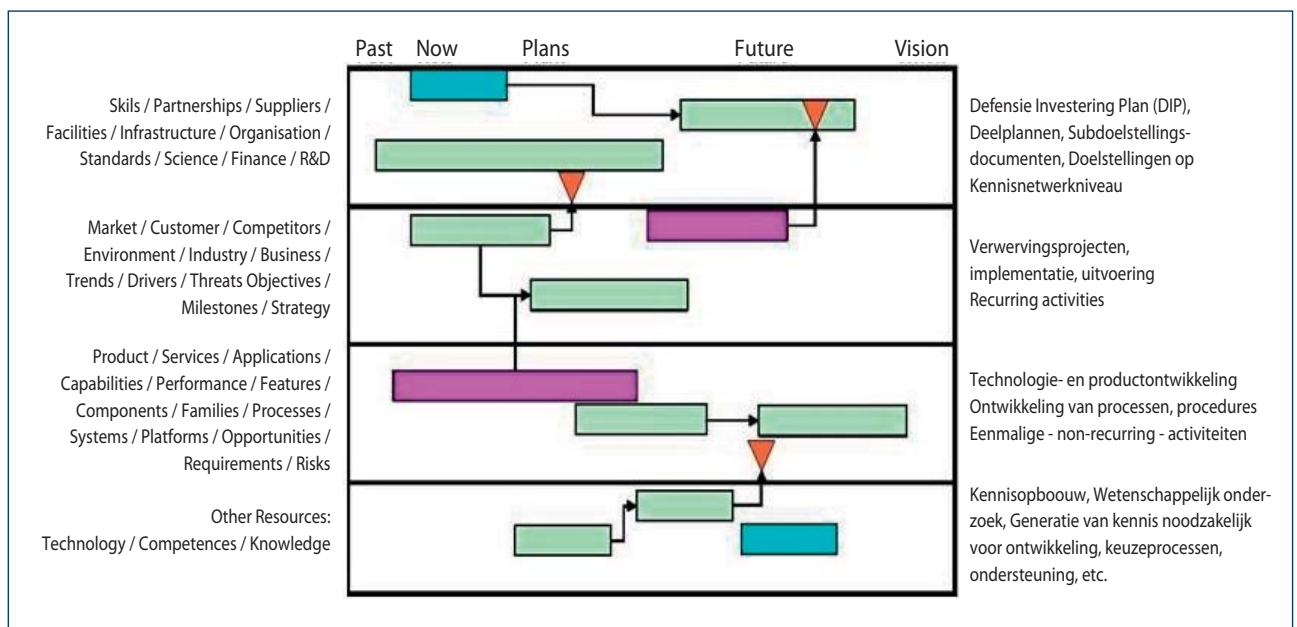 Past Now Plans Future Vision
Skils / Partnerships / Suppliers /
Facilities / Infrastructure / Organisation /
Standards / Science / Finance / R&D
Defensie Investering Plan (DIP),
Deelplannen, Subdoelstellings-
documenten, Doelstellingen op
Kennisnetwerkniveau
Market / Customer / Competitors /
Environment / Industry / Business /
Trends / Drivers / Threats Objectives /
Milestones / Strategy
Verwervingsprojecten,
implementatie, uitvoering
Recurring activities
Product / Services / Applications /
Capabilities / Performance / Features /
Components / Families / Processes /
Systems / Platforms / Opportunities /
Requirements / Risks
Technologie- en productontwikkeling
Ontwikkeling van processen, procedures
Eenmalige - non-recurring - activiteiten
Other Resources:
Technology / Competences / Knowledge
Kennisopboouw, Wetenschappelijk onder-
zoek, Generatie van kennis noodzakelijk
voor ontwikkeling, keuzeprocessen,
ondersteuning, etc.